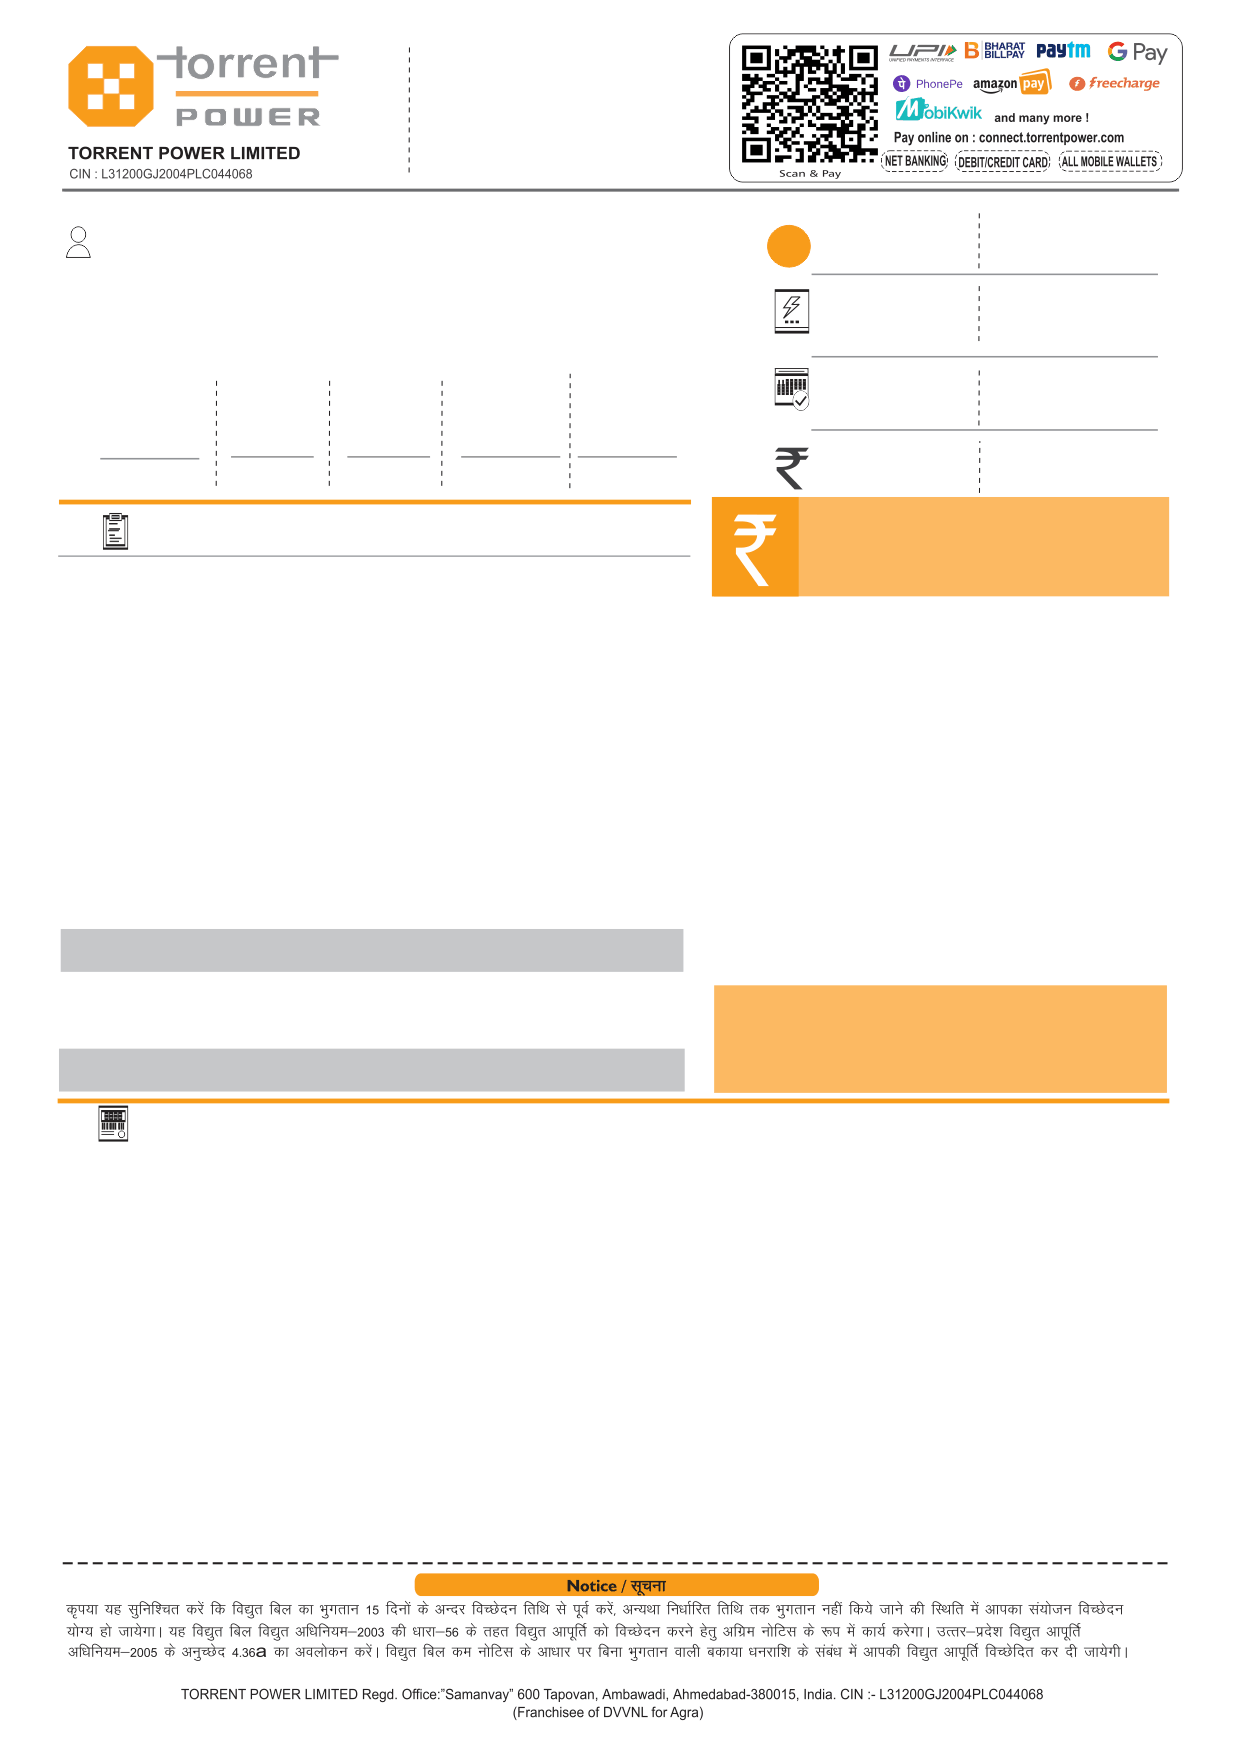 torrent
POWER
TORRENT POWER LIMITED
CIN : L31200GJ2004PLC044068
Scan & Pay
UPI
UNIFIED PAYMENTS INTERFACE
B BHARAT BILLPAY
paytm
G Pay
पे PhonePe
amazon pay
freecharge
MobiKwik
and many more !
Pay online on : connect.torrentpower.com
NET BANKING
DEBIT/CREDIT CARD
ALL MOBILE WALLETS
₹
₹
Notice / सूचना
कृपया यह सुनिश्चित करें कि विद्युत बिल का भुगतान 15 दिनों के अन्दर विच्छेदन तिथि से पूर्व करें, अन्यथा निर्धारित तिथि तक भुगतान नहीं किये जाने की स्थिति में आपका संयोजन विच्छेदन
योग्य हो जायेगा। यह विद्युत बिल विद्युत अधिनियम–2003 की धारा–56 के तहत विद्युत आपूर्ति को विच्छेदन करने हेतु अग्रिम नोटिस के रूप में कार्य करेगा। उत्तर–प्रदेश विद्युत आपूर्ति
अधिनियम–2005 के अनुच्छेद 4.36a का अवलोकन करें। विद्युत बिल कम नोटिस के आधार पर बिना भुगतान वाली बकाया धनराशि के संबंध में आपकी विद्युत आपूर्ति विच्छेदित कर दी जायेगी।
TORRENT POWER LIMITED Regd. Office:”Samanvay” 600 Tapovan, Ambawadi, Ahmedabad-380015, India. CIN :- L31200GJ2004PLC044068
(Franchisee of DVVNL for Agra)